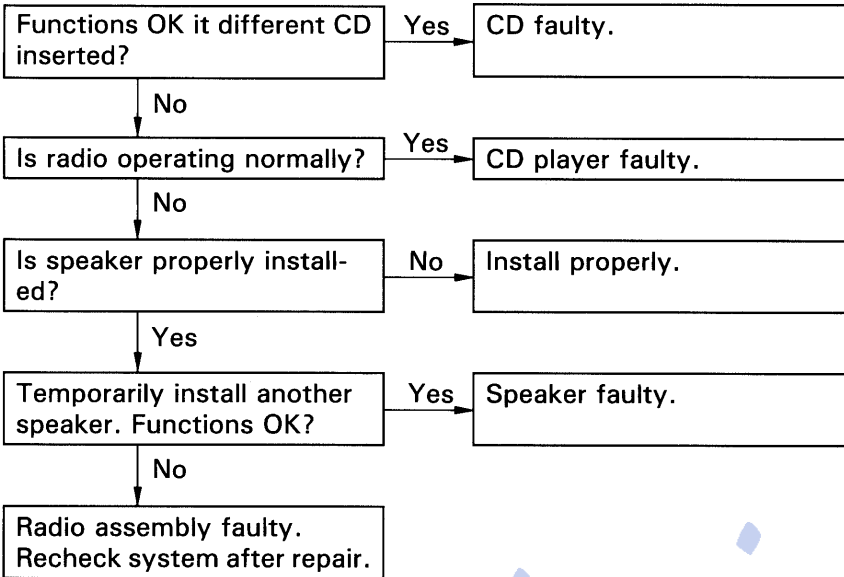 Functions OK it different CD
inserted?
Yes
CD faulty.
No
Is radio operating normally?
Yes
CD player faulty.
No
Is speaker properly install-
ed?
No
Install properly.
Yes
Temporarily install another
speaker. Functions OK?
Yes
Speaker faulty.
No
Radio assembly faulty.
Recheck system after repair.